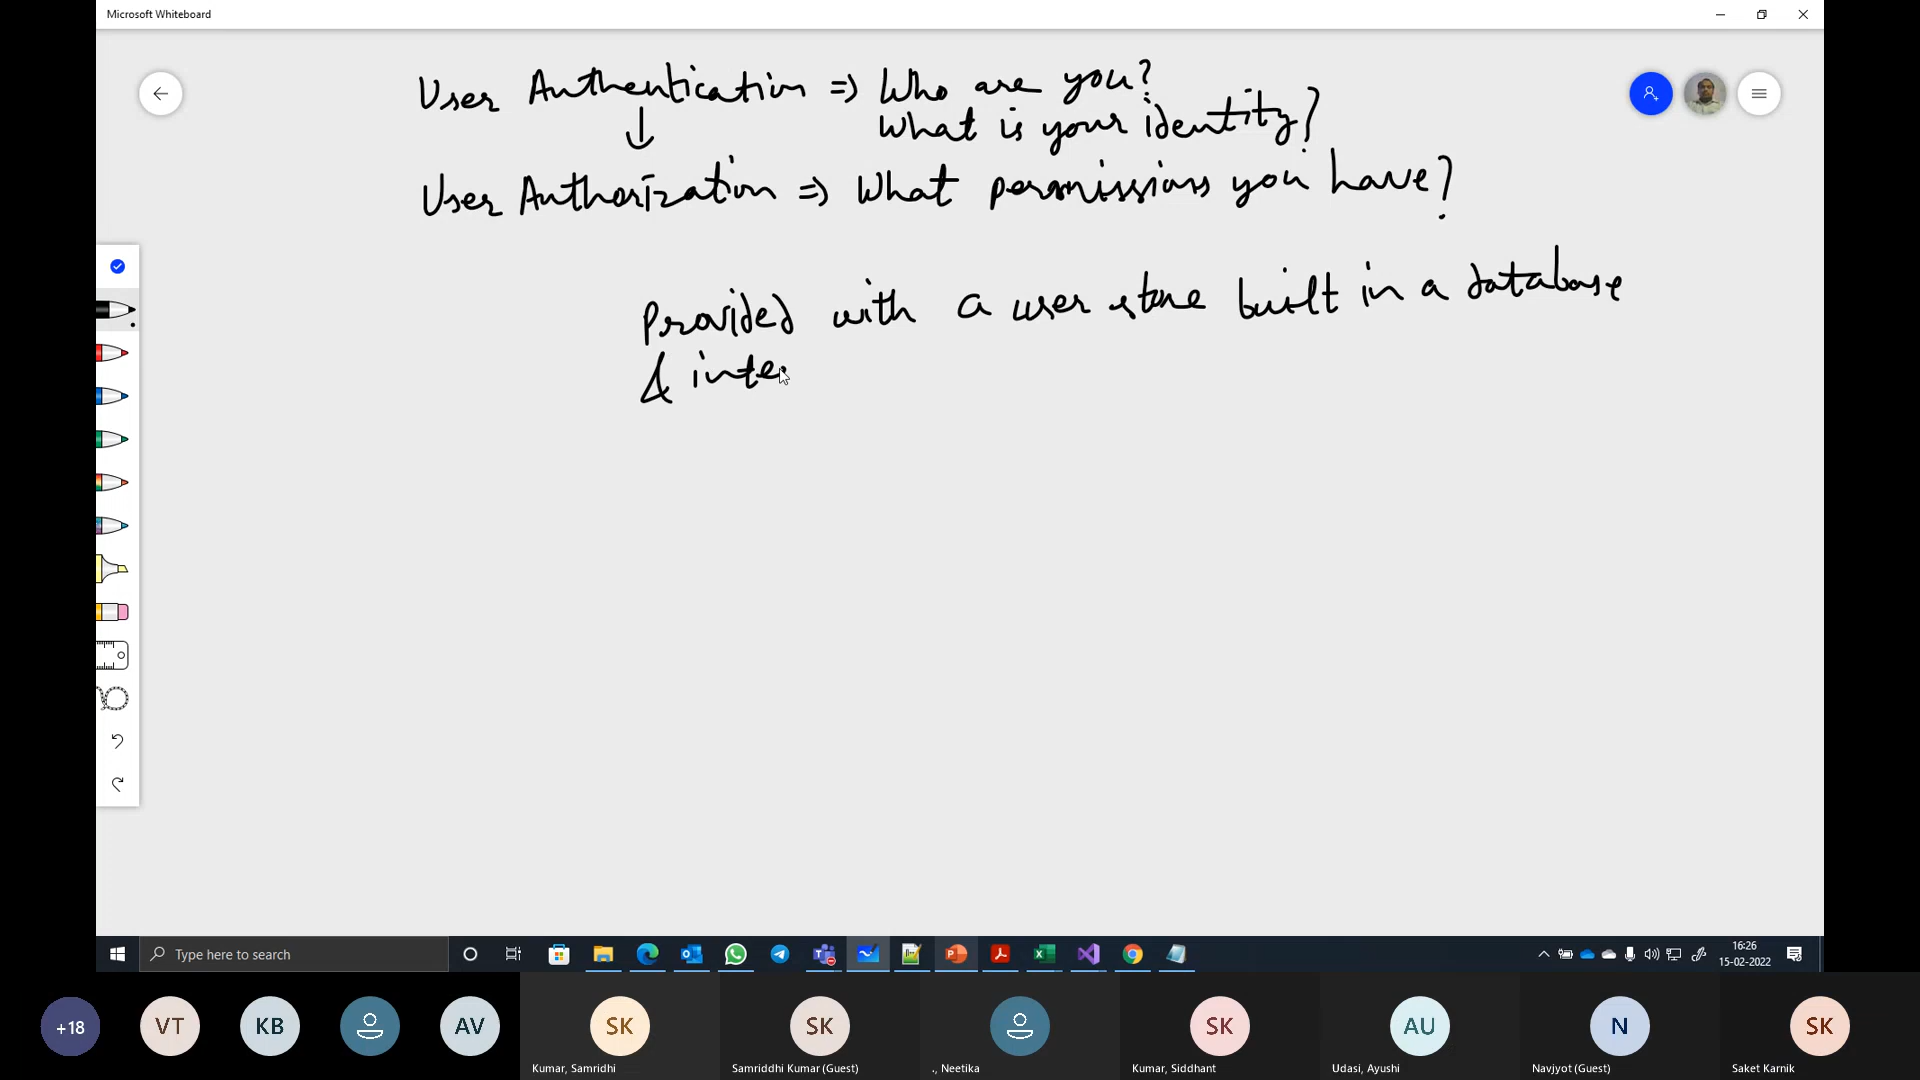 Microsoft Whiteboard
User Authentication => Who are you?
What is your identity?
User Authorization => What permissions you have?
Provided with a user store built in a database
& inte
Type here to search
16:26
15-02-2022
+18
VT
KB
AV
SK
SK
SK
AU
N
SK
Kumar, Samridhi
Samriddhi Kumar (Guest)
., Neetika
Kumar, Siddhant
Udasi, Ayushi
Navjyot (Guest)
Saket Karnik